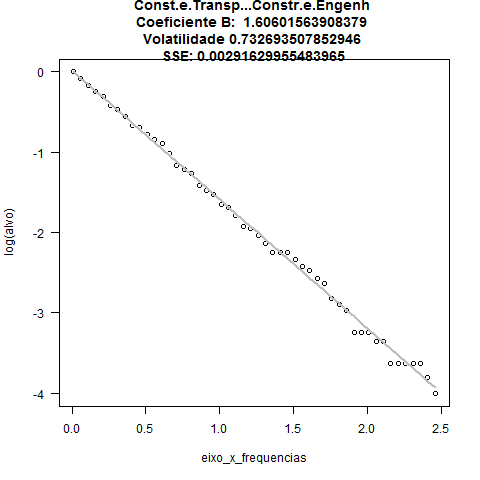 Const.e.Transp...Constr.e.Engenh
Coeficiente B: 1.60601563908379
Volatilidade 0.732693507852946
SSE: 0.00291629955483965
log(alvo)
0
-1
-2
-3
-4
0.0 0.5 1.0 1.5 2.0 2.5
eixo_x_frequencias